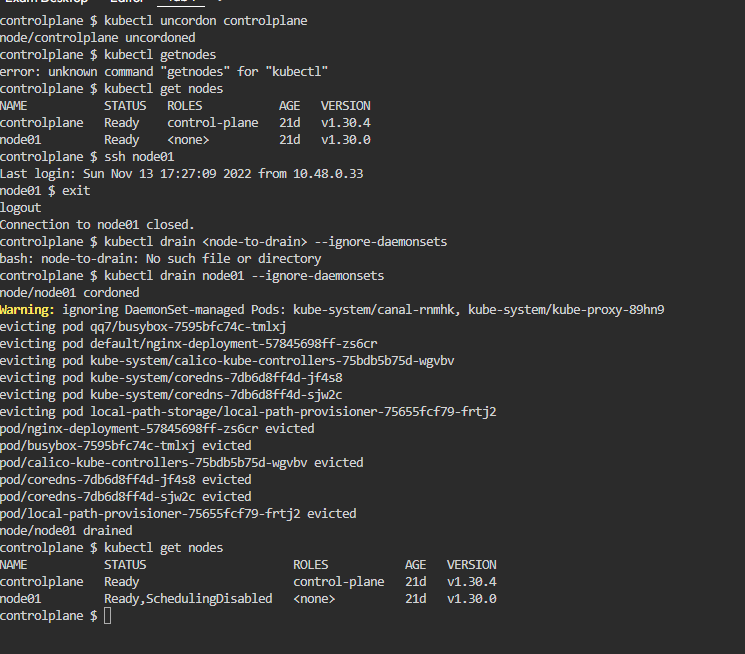 controlplane $ kubectl uncordon controlplane
node/controlplane uncordoned
controlplane $ kubectl getnodes
error: unknown command "getnodes" for "kubectl"
controlplane $ kubectl get nodes
NAME STATUS ROLES AGE VERSION
controlplane Ready control-plane 21d v1.30.4
node01 Ready <none> 21d v1.30.0
controlplane $ ssh node01
Last login: Sun Nov 13 17:27:09 2022 from 10.48.0.33
node01 $ exit
logout
Connection to node01 closed.
controlplane $ kubectl drain <node-to-drain> --ignore-daemonsets
bash: node-to-drain: No such file or directory
controlplane $ kubectl drain node01 --ignore-daemonsets
node/node01 cordoned
Warning: ignoring DaemonSet-managed Pods: kube-system/canal-rnmhk, kube-system/kube-proxy-89hn9
evicting pod qq7/busybox-7595bfc74c-tmlxj
evicting pod default/nginx-deployment-57845698ff-zs6cr
evicting pod kube-system/calico-kube-controllers-75bdb5b75d-wgvbv
evicting pod kube-system/coredns-7db6d8ff4d-jf4s8
evicting pod kube-system/coredns-7db6d8ff4d-sjw2c
evicting pod local-path-storage/local-path-provisioner-75655fcf79-frtj2
pod/nginx-deployment-57845698ff-zs6cr evicted
pod/busybox-7595bfc74c-tmlxj evicted
pod/calico-kube-controllers-75bdb5b75d-wgvbv evicted
pod/coredns-7db6d8ff4d-jf4s8 evicted
pod/coredns-7db6d8ff4d-sjw2c evicted
pod/local-path-provisioner-75655fcf79-frtj2 evicted
node/node01 drained
controlplane $ kubectl get nodes
NAME STATUS ROLES AGE VERSION
controlplane Ready control-plane 21d v1.30.4
node01 Ready,SchedulingDisabled <none> 21d v1.30.0
controlplane $